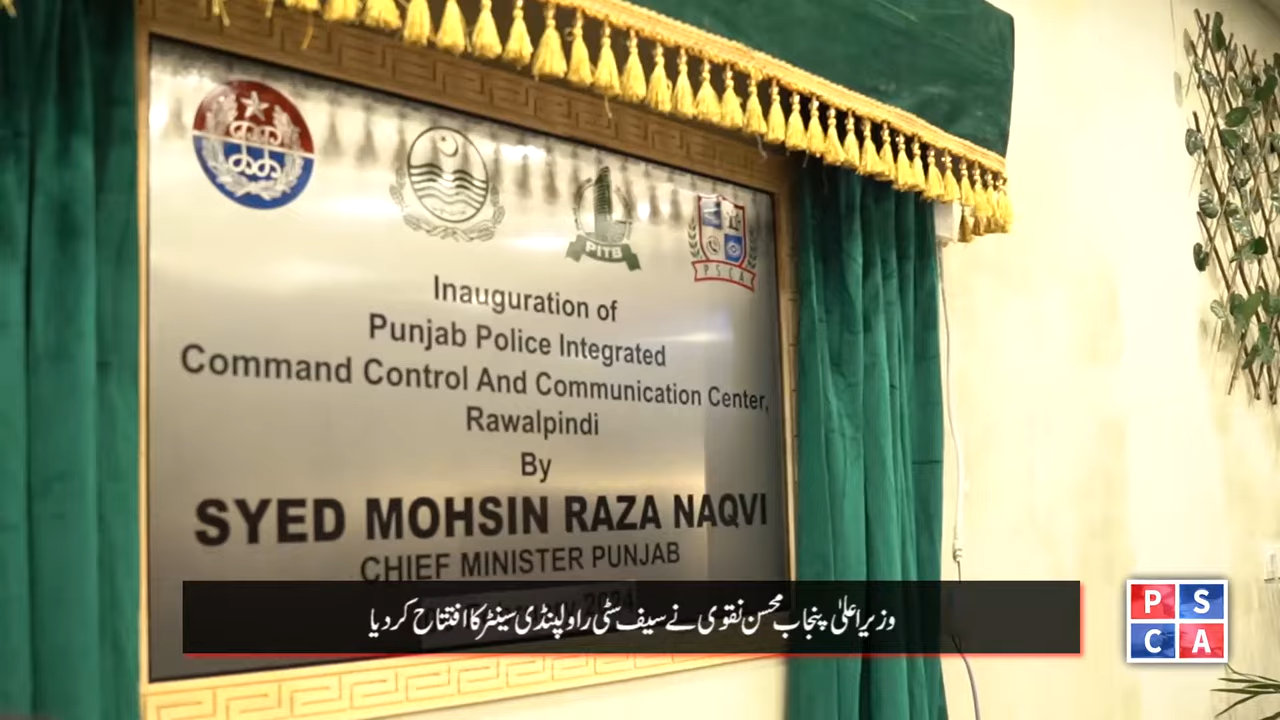 PITB
PSCA
Inauguration of
Punjab Police Integrated
Command Control And Communication Center,
Rawalpindi
By
SYED MOHSIN RAZA NAQVI
CHIEF MINISTER PUNJAB
وزیراعلیٰ پنجاب محسن نقوی نے سیف سٹی راولپنڈی سینٹر کا افتتاح کر دیا
P S
C A